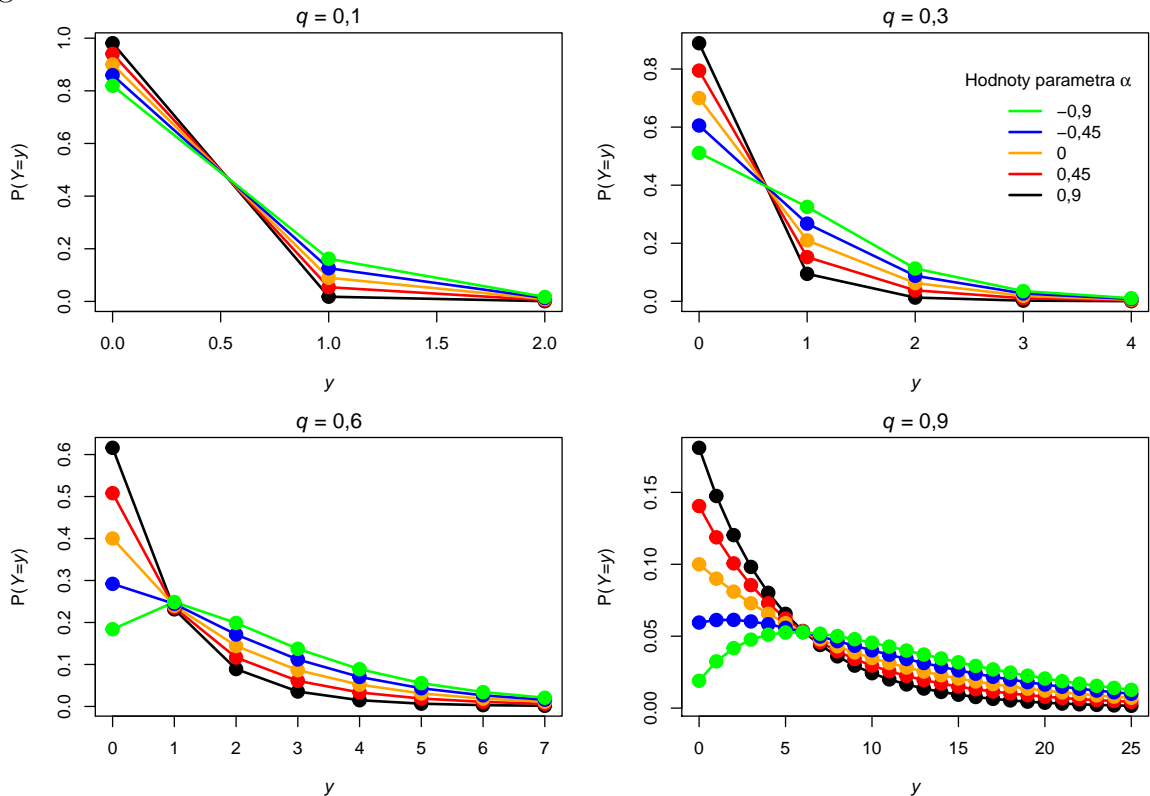 q = 0,1
P(Y=y)
1.0
0.8
0.6
0.4
0.2
0.0
0.0 0.5 1.0 1.5 2.0
y
q = 0,3
P(Y=y)
0.8
0.6
0.4
0.2
0.0
Hodnoty parametra α
−0,9
−0,45
0
0,45
0,9
0 1 2 3 4
y
q = 0,6
P(Y=y)
0.6
0.5
0.4
0.3
0.2
0.1
0.0
0 1 2 3 4 5 6 7
y
q = 0,9
P(Y=y)
0.15
0.10
0.05
0.00
0 5 10 15 20 25
y